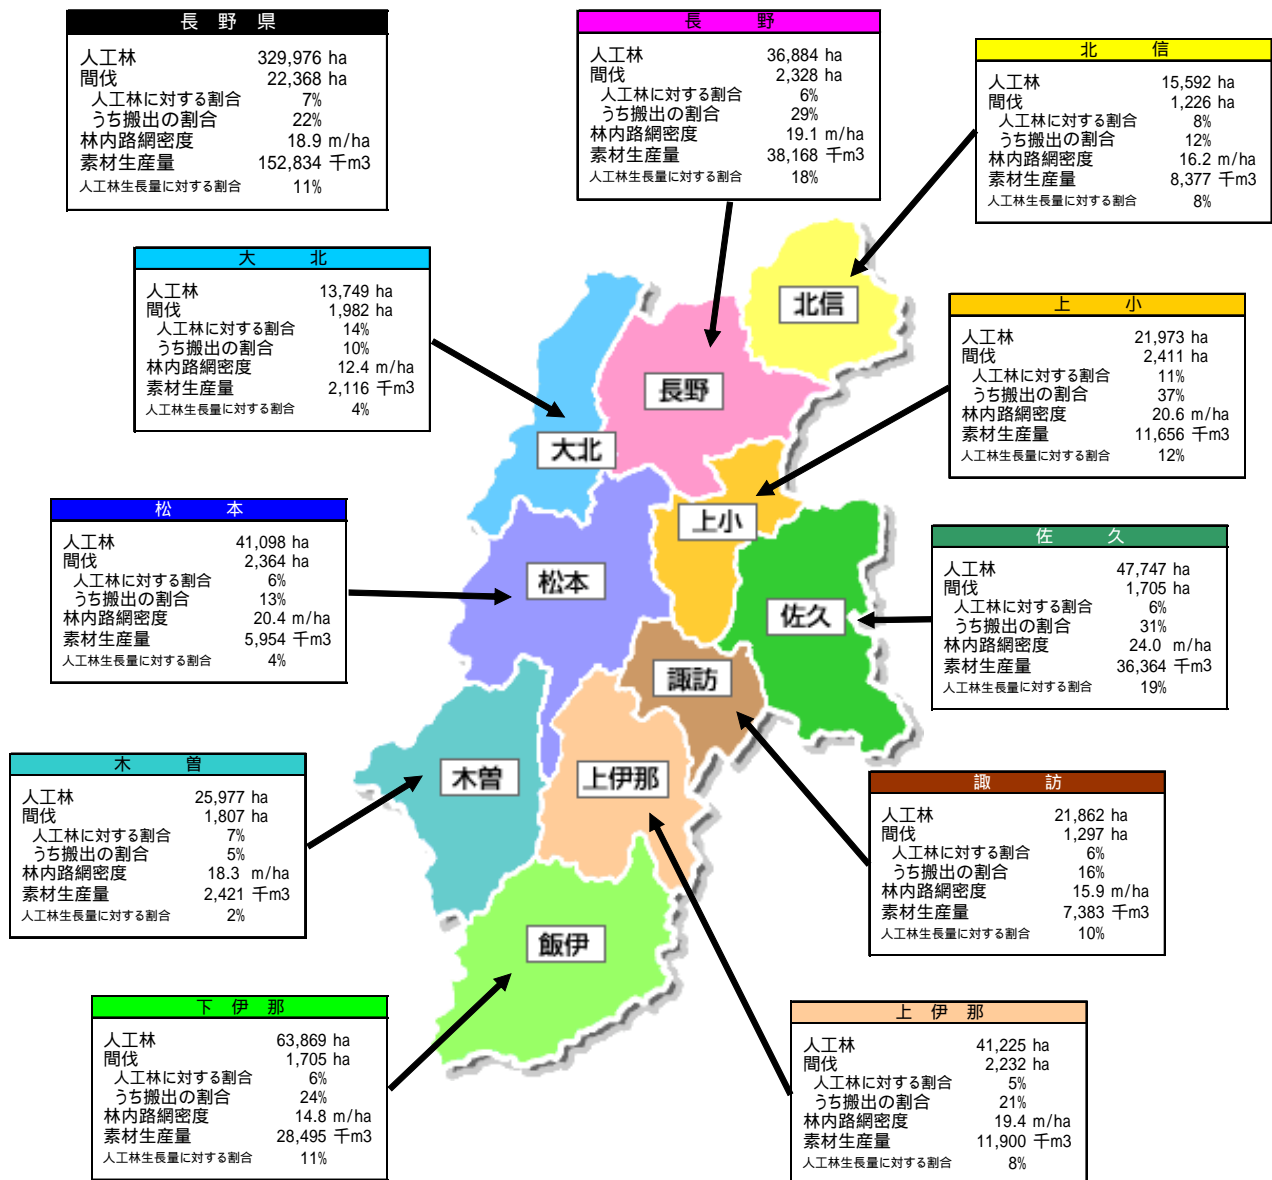 長 野 県
人工林 329,976 ha
間伐 22,368 ha
人工林に対する割合 7%
うち搬出の割合 22%
林内路網密度 18.9 m/ha
素材生産量 152,834 千m3
人工林生長量に対する割合 11%
長 野
人工林 36,884 ha
間伐 2,328 ha
人工林に対する割合 6%
うち搬出の割合 29%
林内路網密度 19.1 m/ha
素材生産量 38,168 千m3
人工林生長量に対する割合 18%
北 信
人工林 15,592 ha
間伐 1,226 ha
人工林に対する割合 8%
うち搬出の割合 12%
林内路網密度 16.2 m/ha
素材生産量 8,377 千m3
人工林生長量に対する割合 8%
大 北
人工林 13,749 ha
間伐 1,982 ha
人工林に対する割合 14%
うち搬出の割合 10%
林内路網密度 12.4 m/ha
素材生産量 2,116 千m3
人工林生長量に対する割合 4%
上 小
人工林 21,973 ha
間伐 2,411 ha
人工林に対する割合 11%
うち搬出の割合 37%
林内路網密度 20.6 m/ha
素材生産量 11,656 千m3
人工林生長量に対する割合 12%
北信
長野
大北
上小
松本
佐久
諏訪
木曽
上伊那
飯伊
松 本
人工林 41,098 ha
間伐 2,364 ha
人工林に対する割合 6%
うち搬出の割合 13%
林内路網密度 20.4 m/ha
素材生産量 5,954 千m3
人工林生長量に対する割合 4%
佐 久
人工林 47,747 ha
間伐 1,705 ha
人工林に対する割合 6%
うち搬出の割合 31%
林内路網密度 24.0 m/ha
素材生産量 36,364 千m3
人工林生長量に対する割合 19%
木 曽
人工林 25,977 ha
間伐 1,807 ha
人工林に対する割合 7%
うち搬出の割合 5%
林内路網密度 18.3 m/ha
素材生産量 2,421 千m3
人工林生長量に対する割合 2%
諏 訪
人工林 21,862 ha
間伐 1,297 ha
人工林に対する割合 6%
うち搬出の割合 16%
林内路網密度 15.9 m/ha
素材生産量 7,383 千m3
人工林生長量に対する割合 10%
下 伊 那
人工林 63,869 ha
間伐 1,705 ha
人工林に対する割合 6%
うち搬出の割合 24%
林内路網密度 14.8 m/ha
素材生産量 28,495 千m3
人工林生長量に対する割合 11%
上 伊 那
人工林 41,225 ha
間伐 2,232 ha
人工林に対する割合 5%
うち搬出の割合 21%
林内路網密度 19.4 m/ha
素材生産量 11,900 千m3
人工林生長量に対する割合 8%